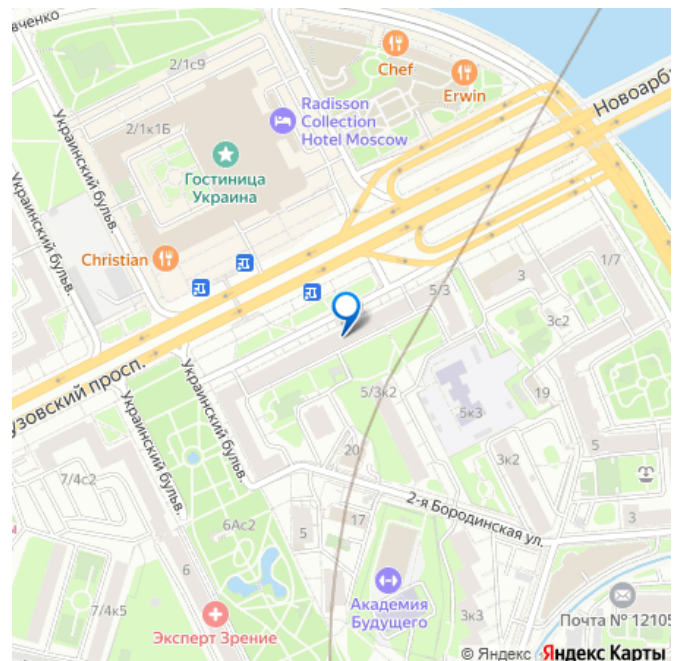 вченко
2/1с9
Chef
Erwin
Новоарб
Radisson
Collection
Hotel Moscow
2/1к1Б
Гостиница
Украина
Украинский бульв.
Украинский бульв.
Christian
1/7
3
5/3
3с2
узовский просп.
Украинский бульв.
Украинский бульв.
5/3к2
19
5к3
5
20
3к2
7/4с2
2-я Бородинская ул.
17
3
6Ас2
5
6
Академия
Будущего
7/4к5
Эксперт Зрение
3к3
Почта № 12105
© Яндекс Яндекс Карты